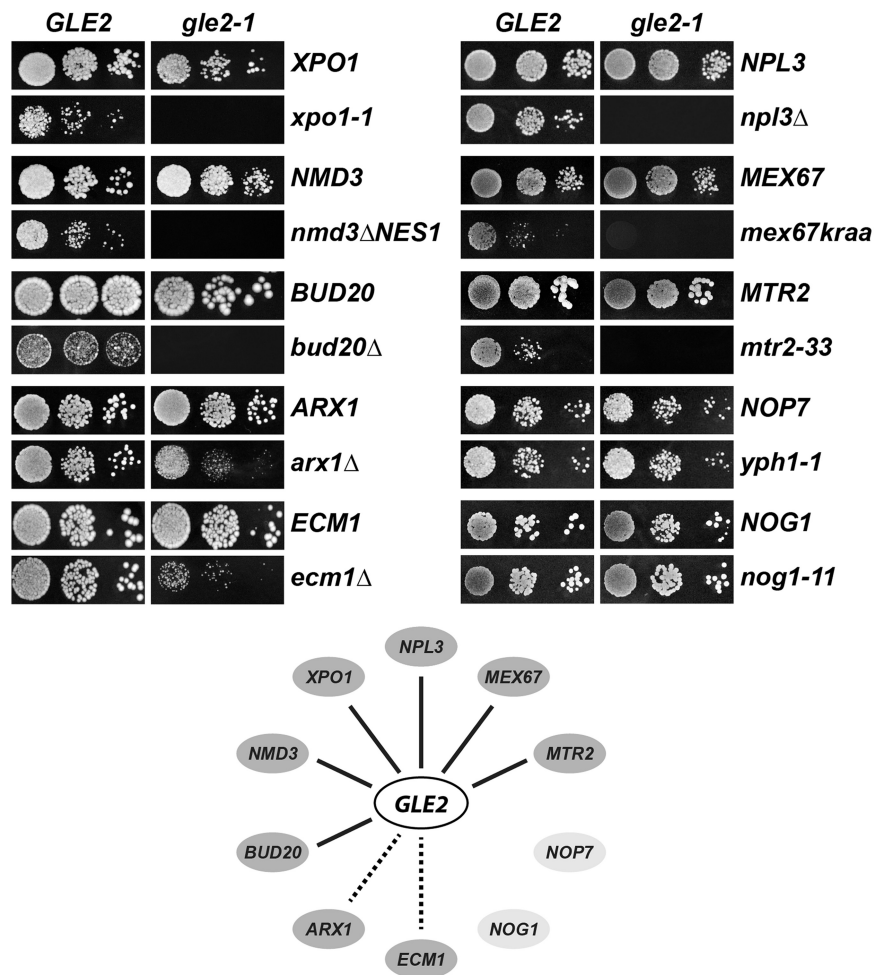 GLE2 gle2-1
XPO1
xpo1-1
NMD3
nmd3ΔNES1
BUD20
bud20Δ
ARX1
arx1Δ
ECM1
ecm1Δ
GLE2 gle2-1
NPL3
npl3Δ
MEX67
mex67kraa
MTR2
mtr2-33
NOP7
yph1-1
NOG1
nog1-11
NPL3
XPO1 MEX67
NMD3 MTR2
GLE2
BUD20 NOP7
ARX1 NOG1
ECM1